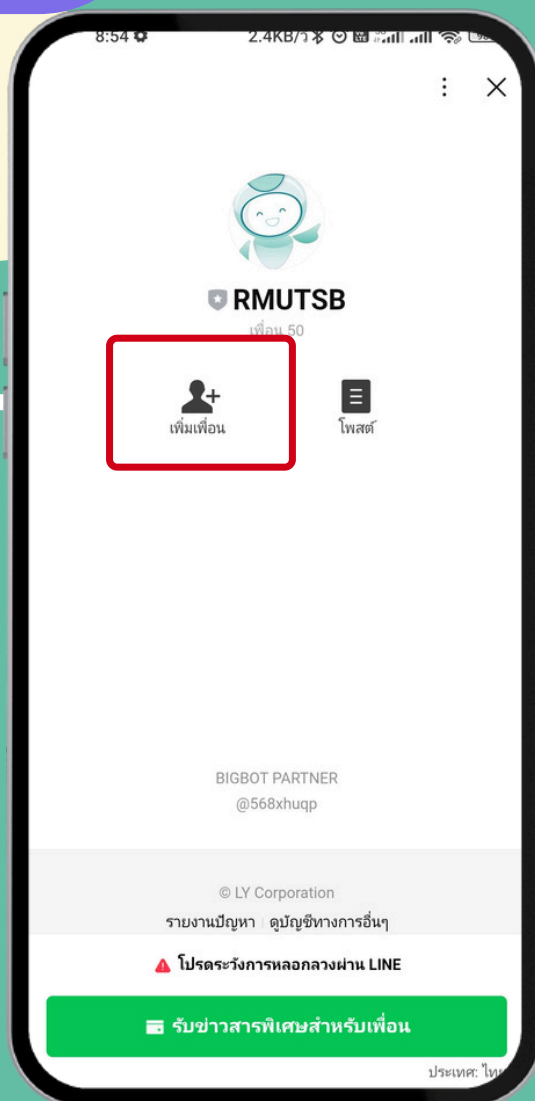 8:54 2.4KB/ว
RMUTSB
เพื่อน 50
เพิ่มเพื่อน โพสต์
BIGBOT PARTNER
@568xhuqp
© LY Corporation
รายงานปัญหา ดูบัญชีทางการอื่นๆ
โปรดระวังการหลอกลวงผ่าน LINE
รับข่าวสารพิเศษสำหรับเพื่อน
ประเทศ: ไทย